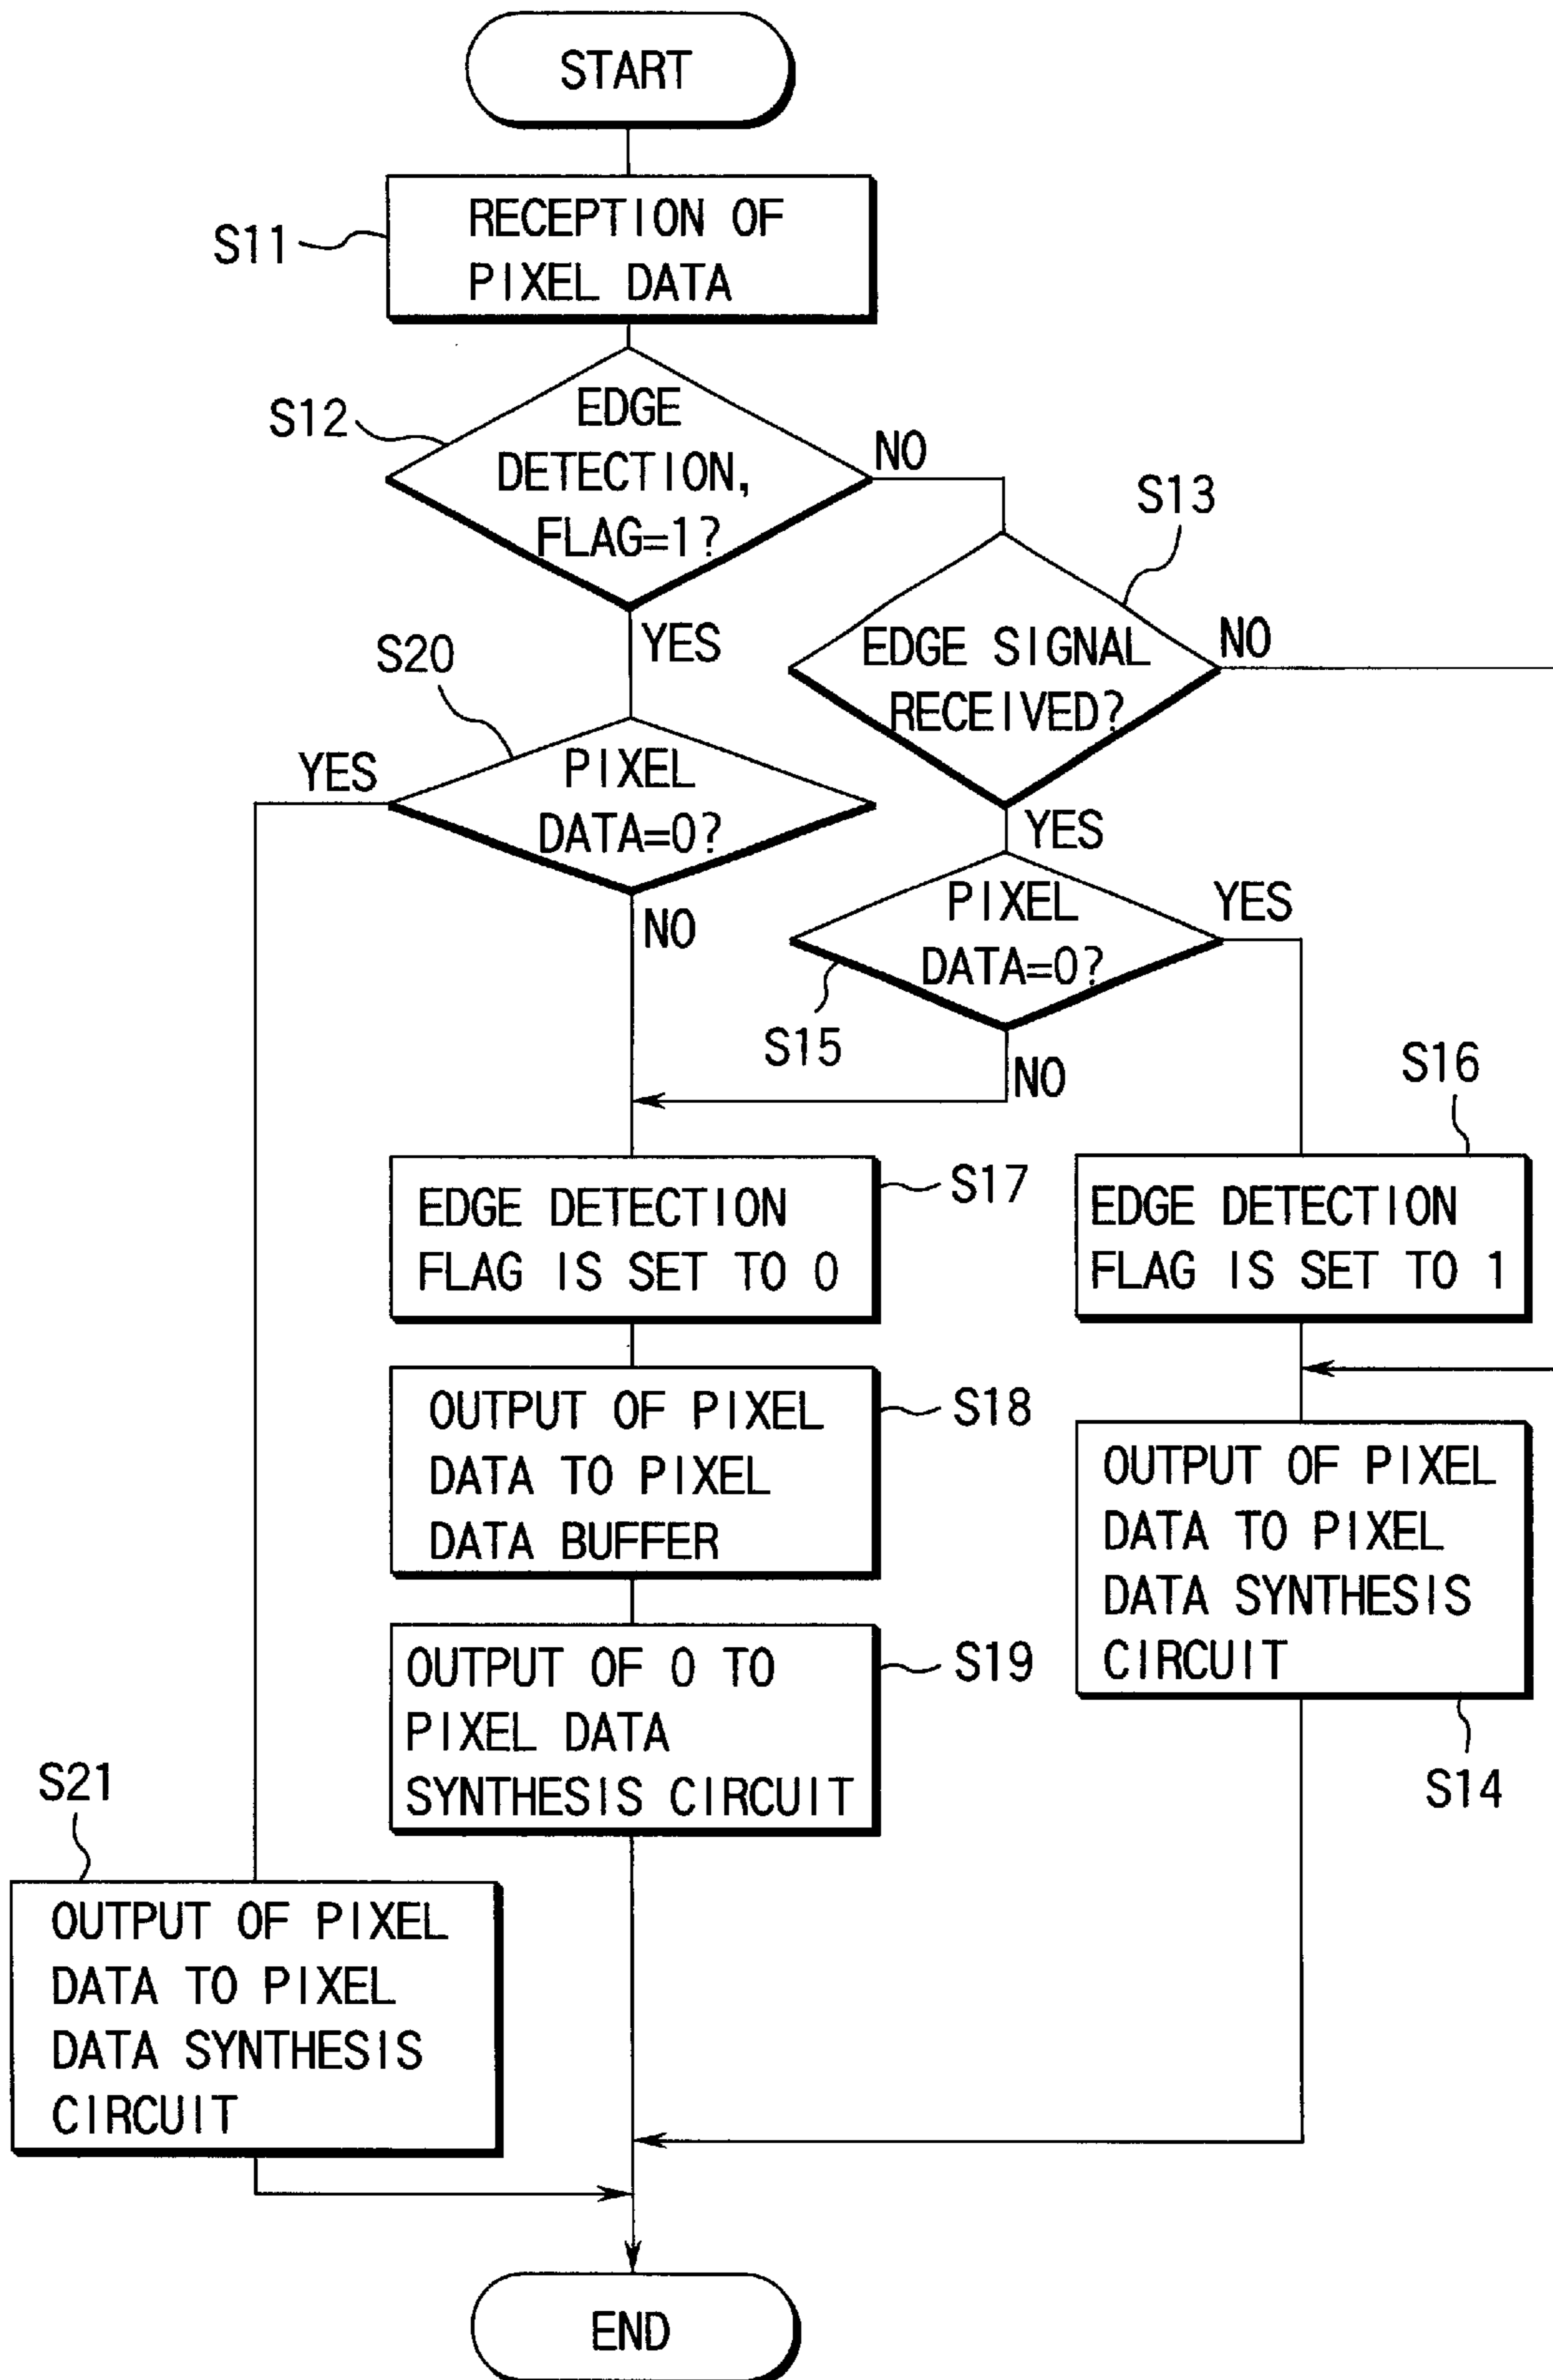 START
S11
RECEPTION OF
PIXEL DATA
S12
EDGE
DETECTION,
FLAG=1?
NO
YES
S13
EDGE SIGNAL
RECEIVED?
NO
YES
S20
YES
PIXEL
DATA=0?
NO
PIXEL
DATA=0?
YES
S15
NO
S16
EDGE DETECTION
FLAG IS SET TO 0
S17
EDGE DETECTION
FLAG IS SET TO 1
OUTPUT OF PIXEL
DATA TO PIXEL
DATA BUFFER
S18
OUTPUT OF PIXEL
DATA TO PIXEL
DATA SYNTHESIS
CIRCUIT
S14
OUTPUT OF 0 TO
PIXEL DATA
SYNTHESIS CIRCUIT
S19
S21
OUTPUT OF PIXEL
DATA TO PIXEL
DATA SYNTHESIS
CIRCUIT
END